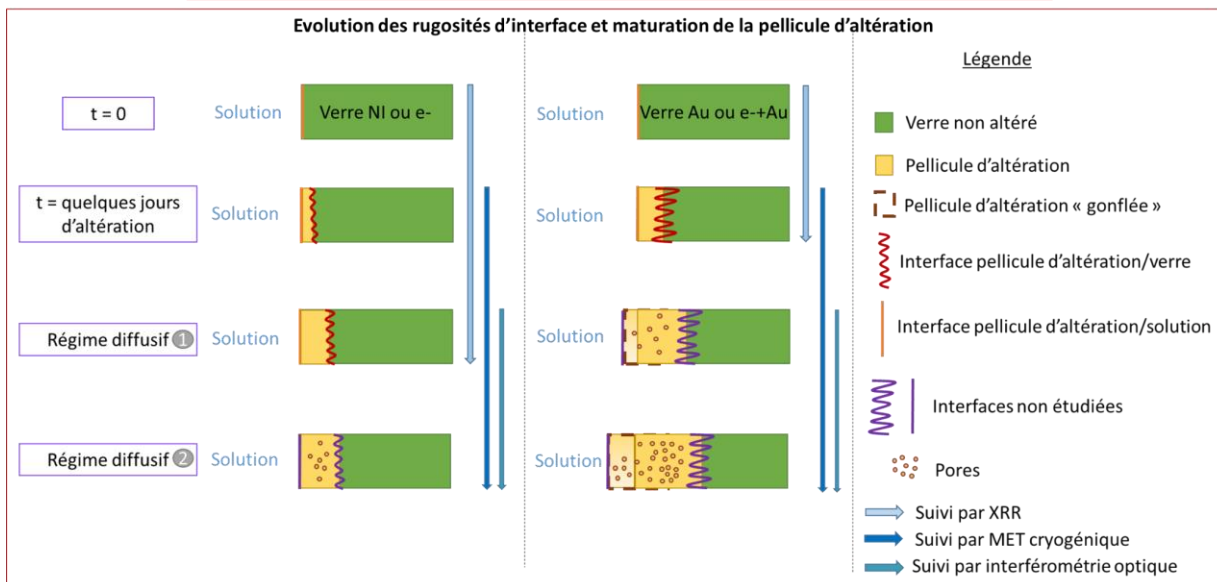 Evolution des rugosités d'interface et maturation de la pellicule d'altération
Légende
t = 0
Solution
Verre NI ou e-
Solution
Verre Au ou e-+Au
Verre non altéré
Pellicule d'altération
t = quelques jours
d'altération
Solution
Solution
Pellicule d'altération « gonflée »
Interface pellicule d'altération/verre
Régime diffusif 1
Solution
Solution
Interface pellicule d'altération/solution
Interfaces non étudiées
Régime diffusif 2
Solution
Solution
Pores
Suivi par XRR
Suivi par MET cryogénique
Suivi par interférométrie optique